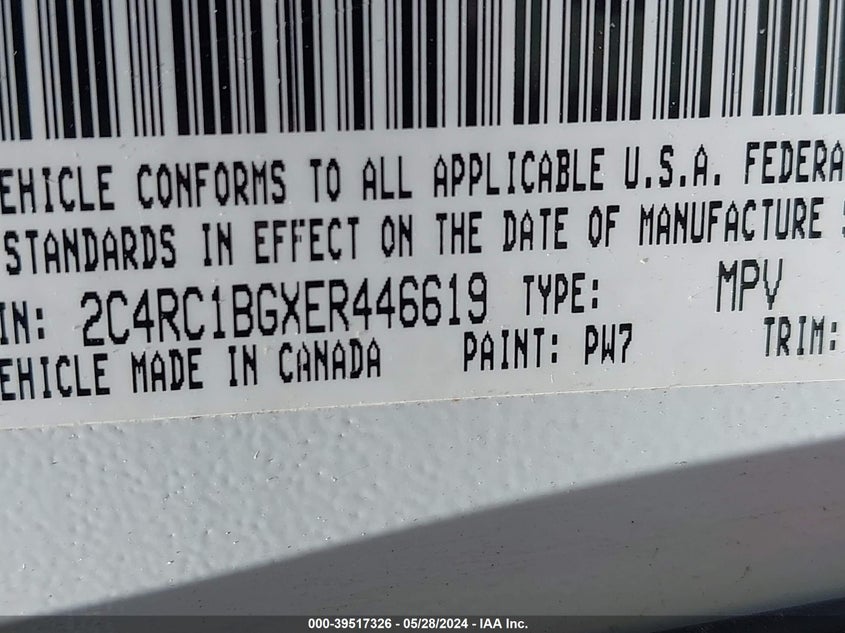 EHICLE CONFORMS TO ALL APPLICABLE U.S.A. FEDERA
STANDARDS IN EFFECT ON THE DATE OF MANUFACTURE S
IN: 2C4RC1BGXER446619 TYPE: MPV
EHICLE MADE IN CANADA PAINT: PW7 TRIM:
000-39517326 - 05/28/2024 - IAA Inc.